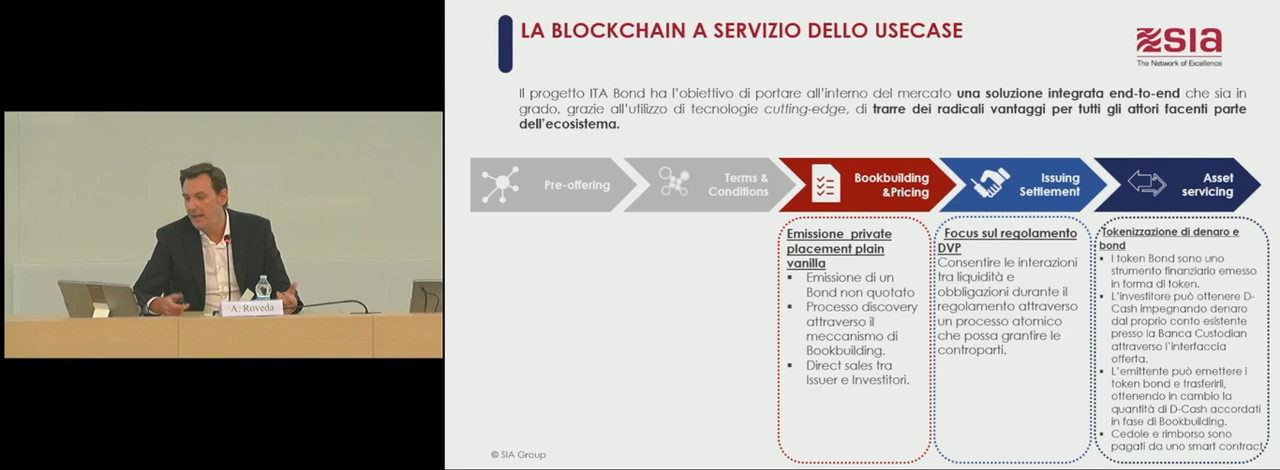 LA BLOCKCHAIN A SERVIZIO DELLO USECASE
SIA
The Network of Excellence
Il progetto ITA Bond ha l'obiettivo di portare all'interno del mercato una soluzione integrata end-to-end che sia in
grado, grazie all'utilizzo di tecnologie cutting-edge, di trarre dei radicali vantaggi per tutti gli attori facenti parte
dell'ecosistema.
Pre-offering
Terms &
Conditions
Bookbuilding
&Pricing
Issuing
Settlement
Asset
servicing
Emissione private
placement plain
vanilla
▪ Emissione di un
Bond non quotato
▪ Processo discovery
attraverso il
meccanismo di
Bookbuilding.
▪ Direct sales tra
Issuer e Investitori.
Focus sul regolamento
DVP
Consentire le interazioni
tra liquidità e
obbligazioni durante il
regolamento attraverso
un processo atomico
che possa grantire le
controparti.
Tokenizzazione di denaro e
bond
▪ I token Bond sono uno
strumento finanziario emesso
in forma di token.
▪ L'investitore può ottenere D-
Cash impegnando denaro
dal proprio conto esistente
presso la Banca Custodian
attraverso l'interfaccia
offerta.
▪ L'emittente può emettere i
token bond e trasferirli,
ottenendo in cambio la
quantità di D-Cash accordati
in fase di Bookbuilding.
▪ Cedole e rimborso sono
pagati da uno smart contract
A. Roveda
© SIA Group